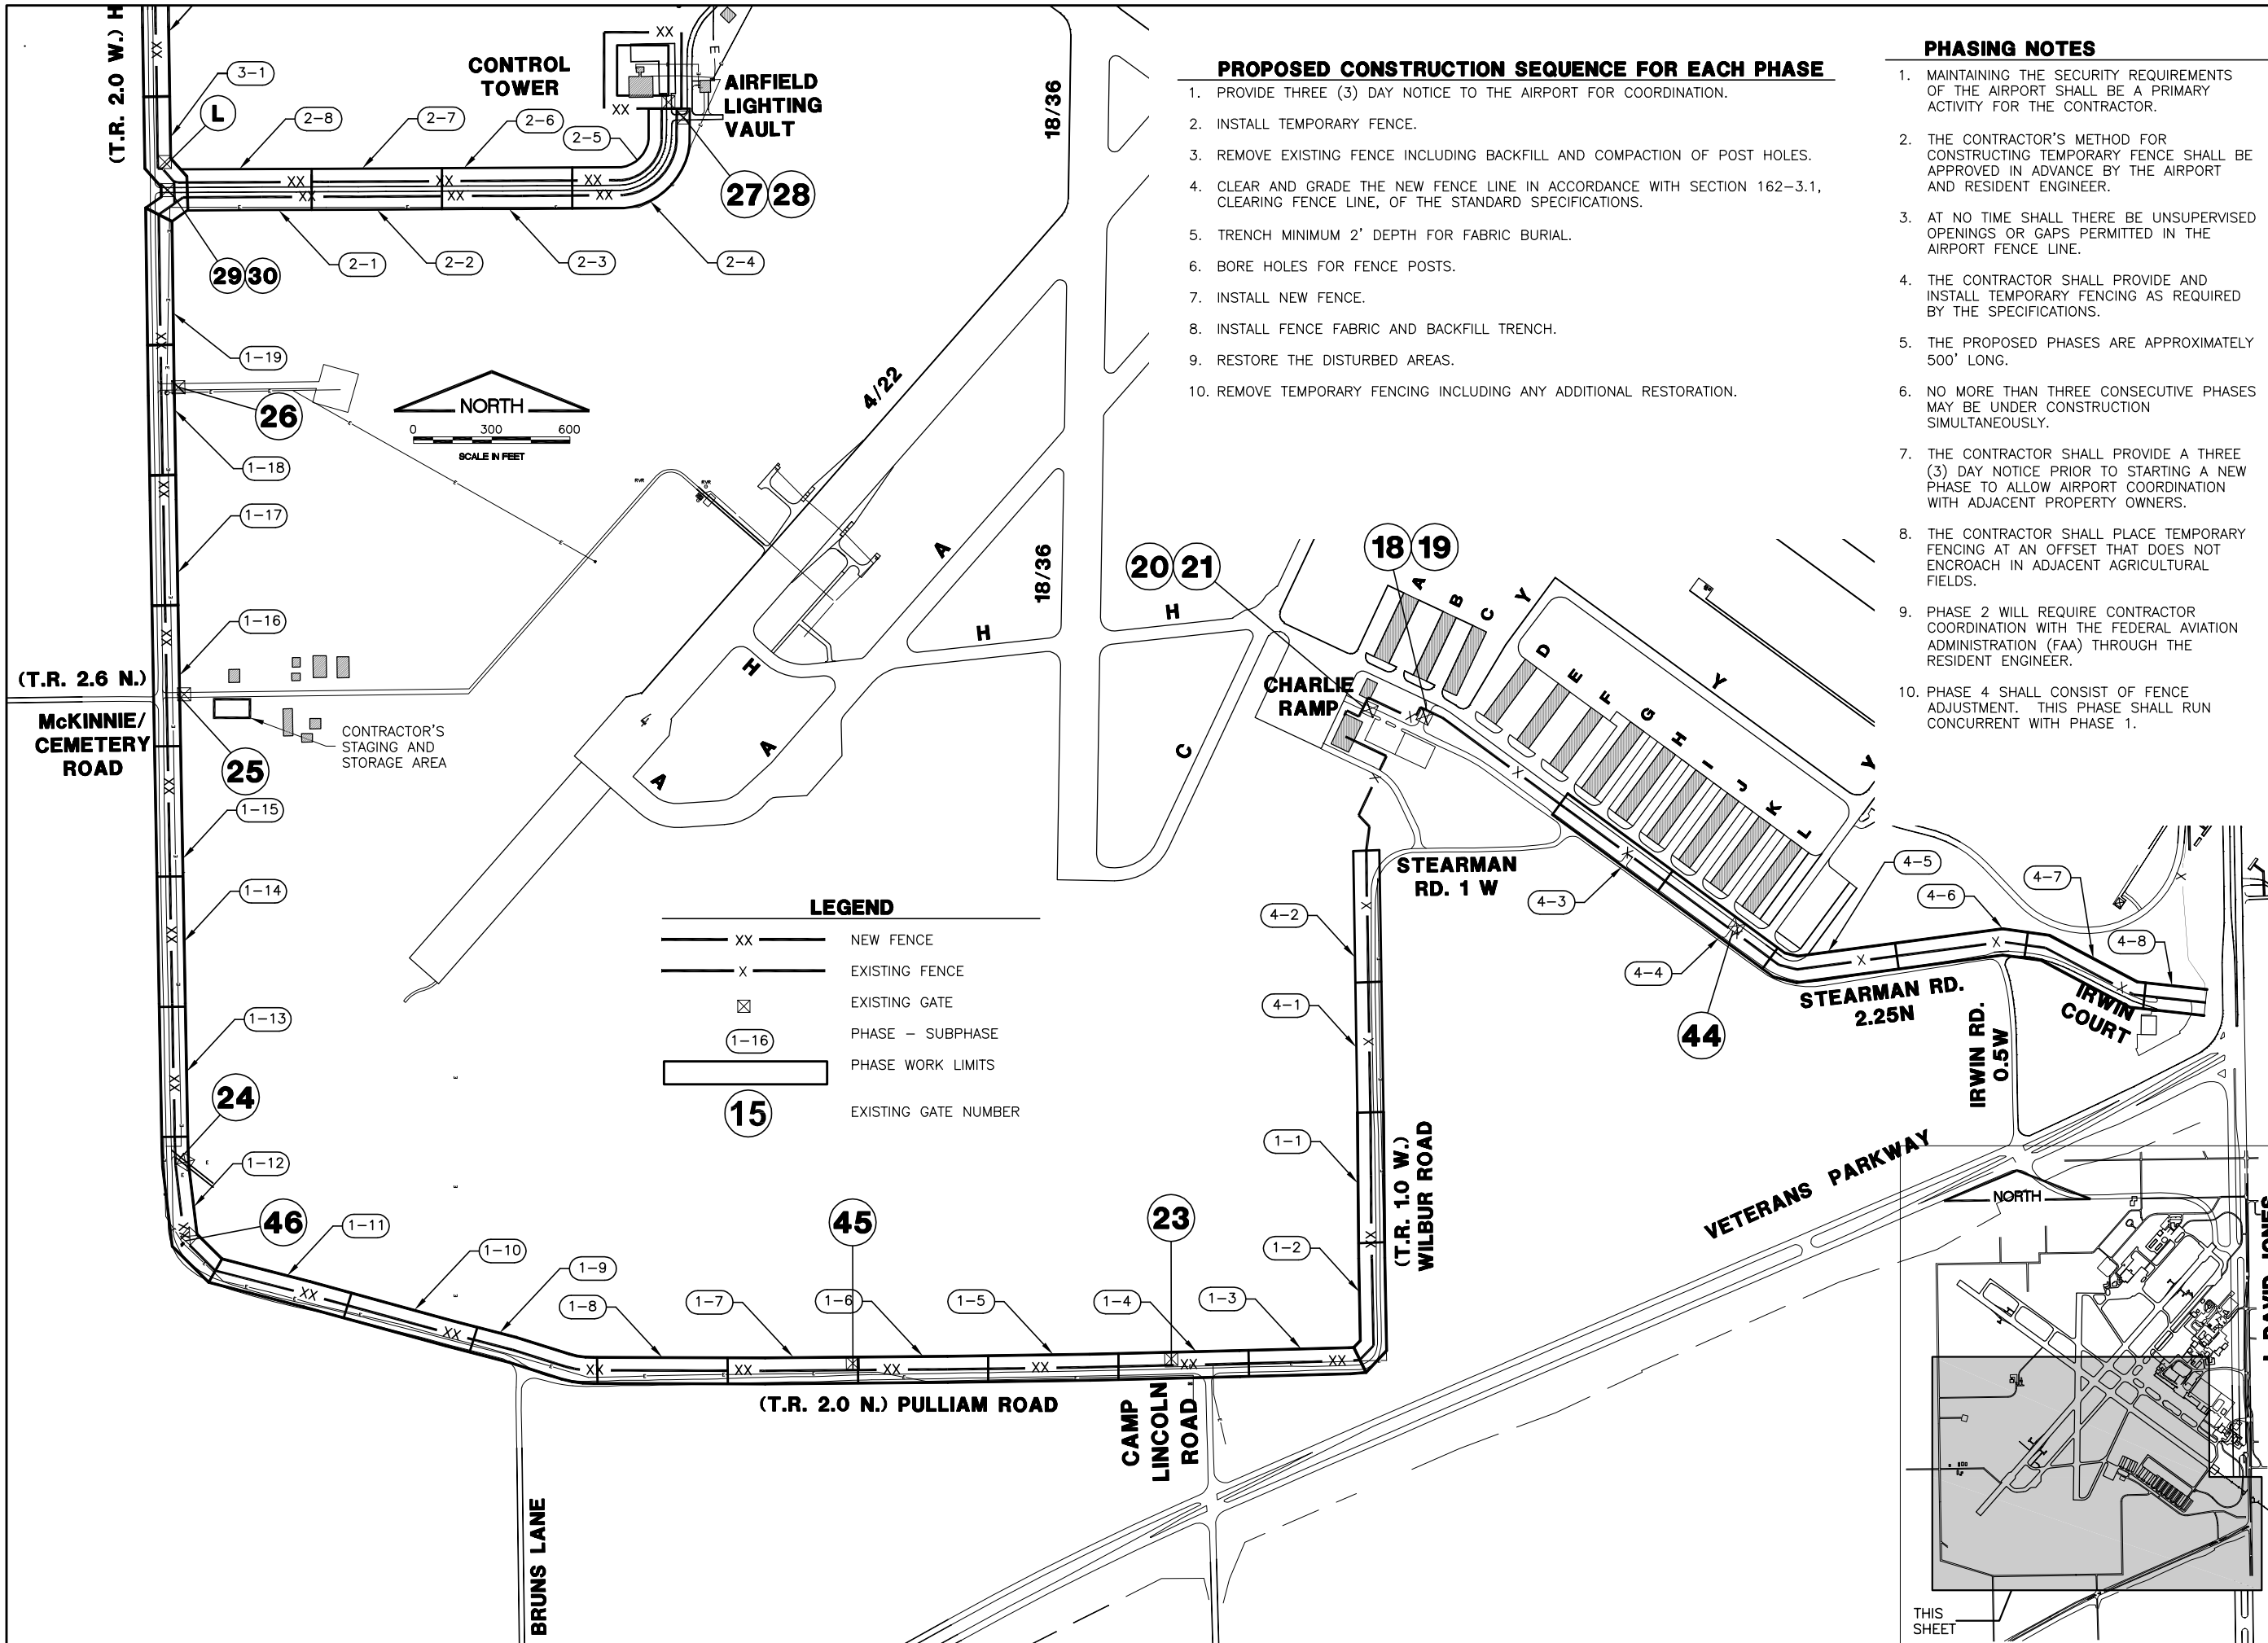 (T.R. 2.0 W.) H
3-1
L
CONTROL
TOWER
XX
XX
XX
E
AIRFIELD
LIGHTING
VAULT
2-8
2-7
2-6
2-5
XX
XX
XX
XX
XX
XX
27 28
29 30
2-1
2-2
2-3
2-4
18/36
PROPOSED CONSTRUCTION SEQUENCE FOR EACH PHASE
1. PROVIDE THREE (3) DAY NOTICE TO THE AIRPORT FOR COORDINATION.
2. INSTALL TEMPORARY FENCE.
3. REMOVE EXISTING FENCE INCLUDING BACKFILL AND COMPACTION OF POST HOLES.
4. CLEAR AND GRADE THE NEW FENCE LINE IN ACCORDANCE WITH SECTION 162-3.1,
CLEARING FENCE LINE, OF THE STANDARD SPECIFICATIONS.
5. TRENCH MINIMUM 2' DEPTH FOR FABRIC BURIAL.
6. BORE HOLES FOR FENCE POSTS.
7. INSTALL NEW FENCE.
8. INSTALL FENCE FABRIC AND BACKFILL TRENCH.
9. RESTORE THE DISTURBED AREAS.
10. REMOVE TEMPORARY FENCING INCLUDING ANY ADDITIONAL RESTORATION.
PHASING NOTES
1. MAINTAINING THE SECURITY REQUIREMENTS
OF THE AIRPORT SHALL BE A PRIMARY
ACTIVITY FOR THE CONTRACTOR.
2. THE CONTRACTOR'S METHOD FOR
CONSTRUCTING TEMPORARY FENCE SHALL BE
APPROVED IN ADVANCE BY THE AIRPORT
AND RESIDENT ENGINEER.
3. AT NO TIME SHALL THERE BE UNSUPERVISED
OPENINGS OR GAPS PERMITTED IN THE
AIRPORT FENCE LINE.
4. THE CONTRACTOR SHALL PROVIDE AND
INSTALL TEMPORARY FENCING AS REQUIRED
BY THE SPECIFICATIONS.
5. THE PROPOSED PHASES ARE APPROXIMATELY
500' LONG.
6. NO MORE THAN THREE CONSECUTIVE PHASES
MAY BE UNDER CONSTRUCTION
SIMULTANEOUSLY.
7. THE CONTRACTOR SHALL PROVIDE A THREE
(3) DAY NOTICE PRIOR TO STARTING A NEW
PHASE TO ALLOW AIRPORT COORDINATION
WITH ADJACENT PROPERTY OWNERS.
8. THE CONTRACTOR SHALL PLACE TEMPORARY
FENCING AT AN OFFSET THAT DOES NOT
ENCROACH IN ADJACENT AGRICULTURAL
FIELDS.
9. PHASE 2 WILL REQUIRE CONTRACTOR
COORDINATION WITH THE FEDERAL AVIATION
ADMINISTRATION (FAA) THROUGH THE
RESIDENT ENGINEER.
10. PHASE 4 SHALL CONSIST OF FENCE
ADJUSTMENT. THIS PHASE SHALL RUN
CONCURRENT WITH PHASE 1.
1-19
26
1-18
1-17
1-16
NORTH
0 300 600
SCALE IN FEET
4/22
RVR
RVR
A
18/36
H
H
H
A
A
4
C
(T.R. 2.6 N.)
McKINNIE/
CEMETERY
ROAD
25
CONTRACTOR'S
STAGING AND
STORAGE AREA
1-15
1-14
1-13
24
1-12
46
1-11
1-10
1-9
1-8
1-7
1-6
1-5
1-4
1-3
45
23
LEGEND
XX NEW FENCE
X EXISTING FENCE
EXISTING GATE
1-16 PHASE - SUBPHASE
PHASE WORK LIMITS
15 EXISTING GATE NUMBER
20 21
18 19
CHARLIE
RAMP
A
B
C
Y
D
E
F
G
H
I
J
K
L
Y
Y
STEARMAN
RD. 1 W
4-2
4-1
1-1
1-2
(T.R. 1.0 W.)
WILBUR ROAD
4-3
4-4
44
4-5
4-6
4-7
4-8
STEARMAN RD.
2.25N
IRWIN
COURT
IRWIN RD.
0.5W
VETERANS PARKWAY
(T.R. 2.0 N.) PULLIAM ROAD
CAMP
LINCOLN
ROAD
BRUNS LANE
NORTH
THIS
SHEET